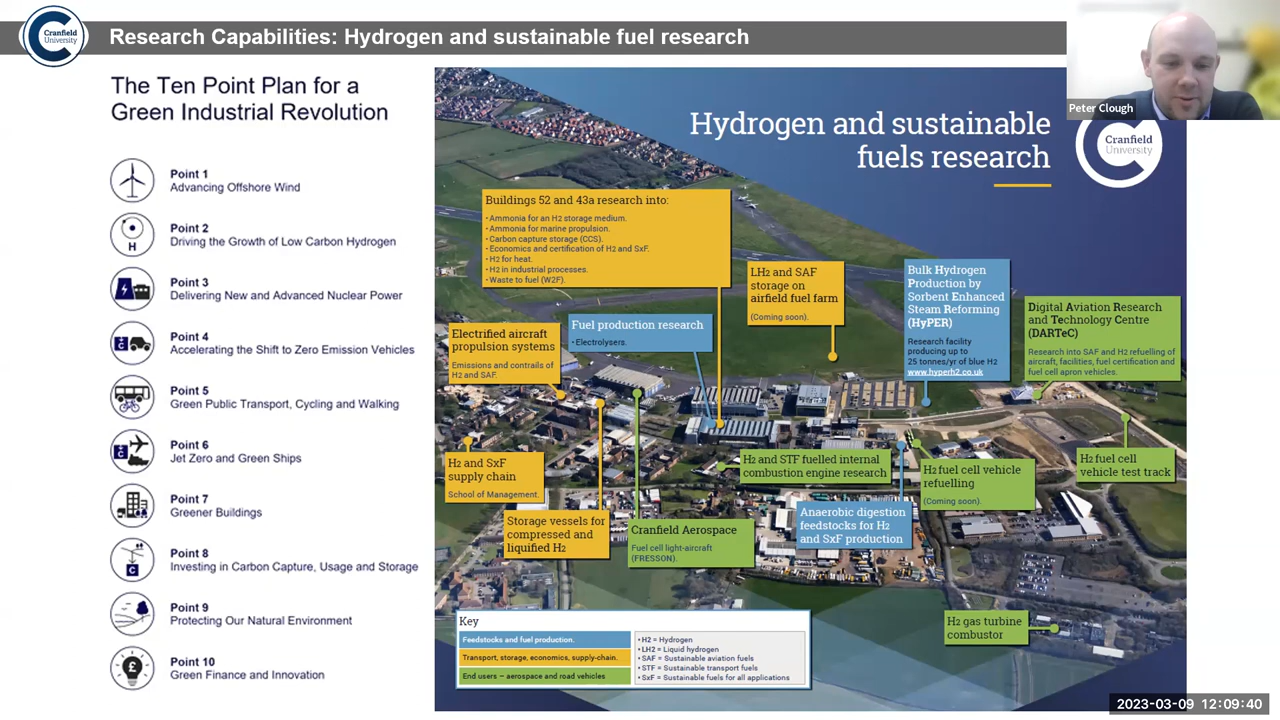 Cranfield
University
Research Capabilities: Hydrogen and sustainable fuel research
Peter Clough
The Ten Point Plan for a
Green Industrial Revolution
Point 1
Advancing Offshore Wind
H
Point 2
Driving the Growth of Low Carbon Hydrogen
Point 3
Delivering New and Advanced Nuclear Power
Point 4
Accelerating the Shift to Zero Emission Vehicles
Point 5
Green Public Transport, Cycling and Walking
Point 6
Jet Zero and Green Ships
Point 7
Greener Buildings
C
Point 8
Investing in Carbon Capture, Usage and Storage
Point 9
Protecting Our Natural Environment
£
Point 10
Green Finance and Innovation
Hydrogen and sustainable
fuels research
Cranfield
University
Buildings 52 and 43a research into:
• Ammonia for an H2 storage medium.
• Ammonia for marine propulsion.
• Carbon capture storage (CCS).
• Economics and certification of H2 and SxF.
• H2 for heat.
• H2 in industrial processes.
• Waste to fuel (W2F).
LH2 and SAF
storage on
airfield fuel farm
(Coming soon).
Bulk Hydrogen
Production by
Sorbent Enhanced
Steam Reforming
(HyPER)
Research facility
producing up to
25 tonnes/yr of blue H2
www.hyperh2.co.uk
Digital Aviation Research
and Technology Centre
(DARTeC)
Research into SAF and H2 refuelling of
aircraft, facilities, fuel certification and
fuel cell apron vehicles.
Electrified aircraft
propulsion systems
Emissions and contrails of
H2 and SAF.
Fuel production research
• Electrolysers.
H2 and SxF
supply chain
School of Management.
Storage vessels for
compressed and
liquified H2
Cranfield Aerospace
Fuel cell light-aircraft
(FRESSON).
H2 and STF fuelled internal
combustion engine research
Anaerobic digestion
feedstocks for H2
and SxF production
H2 fuel cell vehicle
refuelling
(Coming soon).
H2 fuel cell
vehicle test track
H2 gas turbine
combustor
Key
Feedstocks and fuel production.
Transport, storage, economics, supply-chain.
End users – aerospace and road vehicles
• H2 = Hydrogen
• LH2 = Liquid hydrogen
• SAF = Sustainable aviation fuels
• STF = Sustainable transport fuels
• SxF = Sustainable fuels for all applications
2023-03-09 12:09:40